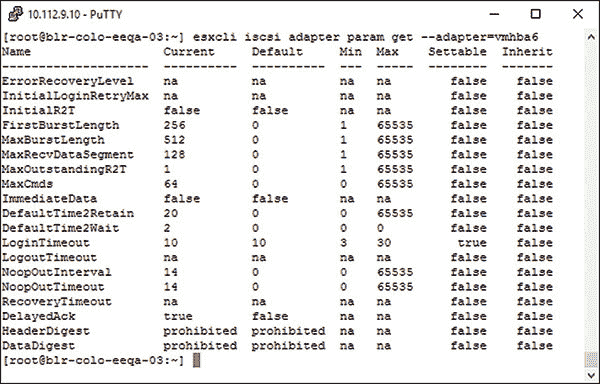 10.112.9.10 - PuTTY
[root@blr-colo-eeqa-03:~] esxcli iscsi adapter param get --adapter=vmhba6
Name                  Current     Default     Min  Max    Settable  Inherit
--------------------  ----------  ----------  ---  -----  --------  -------
ErrorRecoveryLevel    na          na          na   na        false    false
InitialLoginRetryMax  na          na          na   na        false    false
InitialR2T            false       false       na   na        false    false
FirstBurstLength      256         0           1    65535     false    false
MaxBurstLength        512         0           1    65535     false    false
MaxRecvDataSegment    128         0           1    65535     false    false
MaxOutstandingR2T     1           0           1    65535     false    false
MaxCmds               64          0           0    65535     false    false
ImmediateData         false       false       na   na        false    false
DefaultTime2Retain    20          0           0    65535     false    false
DefaultTime2Wait      2           0           0    0         false    false
LoginTimeout          10          10          3    30         true    false
LogoutTimeout         na          na          na   na        false    false
NoopOutInterval       14          0           0    65535     false    false
NoopOutTimeout        14          0           0    65535     false    false
RecoveryTimeout       na          na          na   na        false    false
DelayedAck            true        false       na   na        false    false
HeaderDigest          prohibited  prohibited  na   na        false    false
DataDigest            prohibited  prohibited  na   na        false    false
[root@blr-colo-eeqa-03:~]